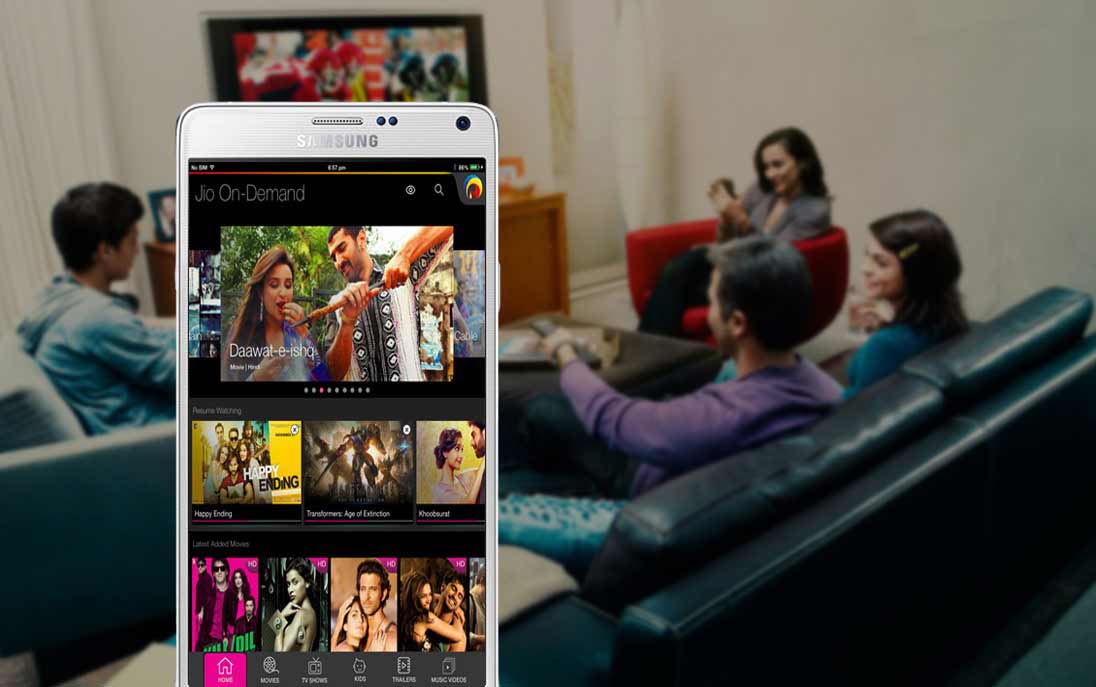 SAMSUNG
No SIM
6:57 pm
86%
Jio On-Demand
Daawat-e-ishq
Movie | Hindi
Resume Watching
HAPPY
ENDiNG
Happy Ending
Transformers: Age of Extinction
Khoobsurat
Latest Added Movies
HD
HD
HD
HD
HOME
MOVIES
TV SHOWS
KIDS
TRAILERS
MUSIC VIDEOS